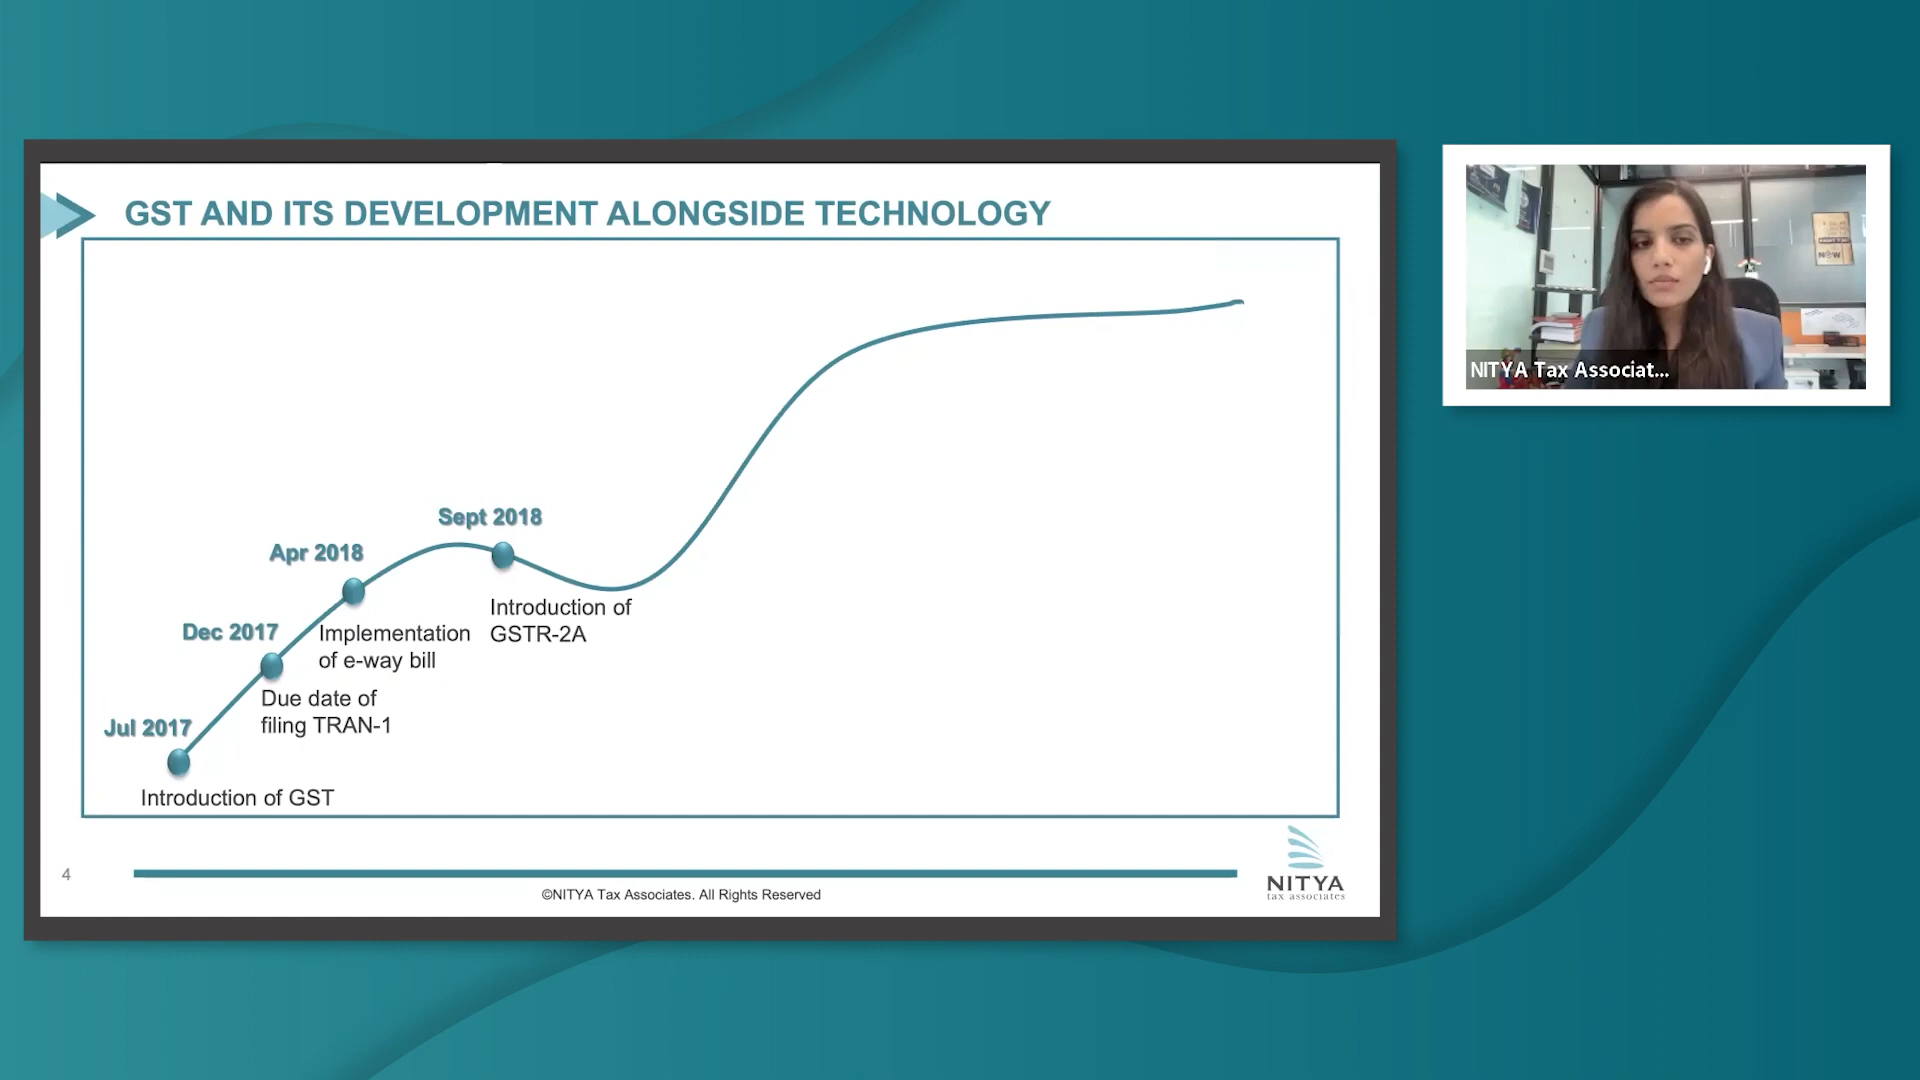 GST AND ITS DEVELOPMENT ALONGSIDE TECHNOLOGY
Sept 2018
Apr 2018
Introduction of
GSTR-2A
Dec 2017
Implementation
of e-way bill
Due date of
filing TRAN-1
Jul 2017
Introduction of GST
4
©NITYA Tax Associates. All Rights Reserved
NITYA
tax associates
NITYA Tax Associat...
NOW